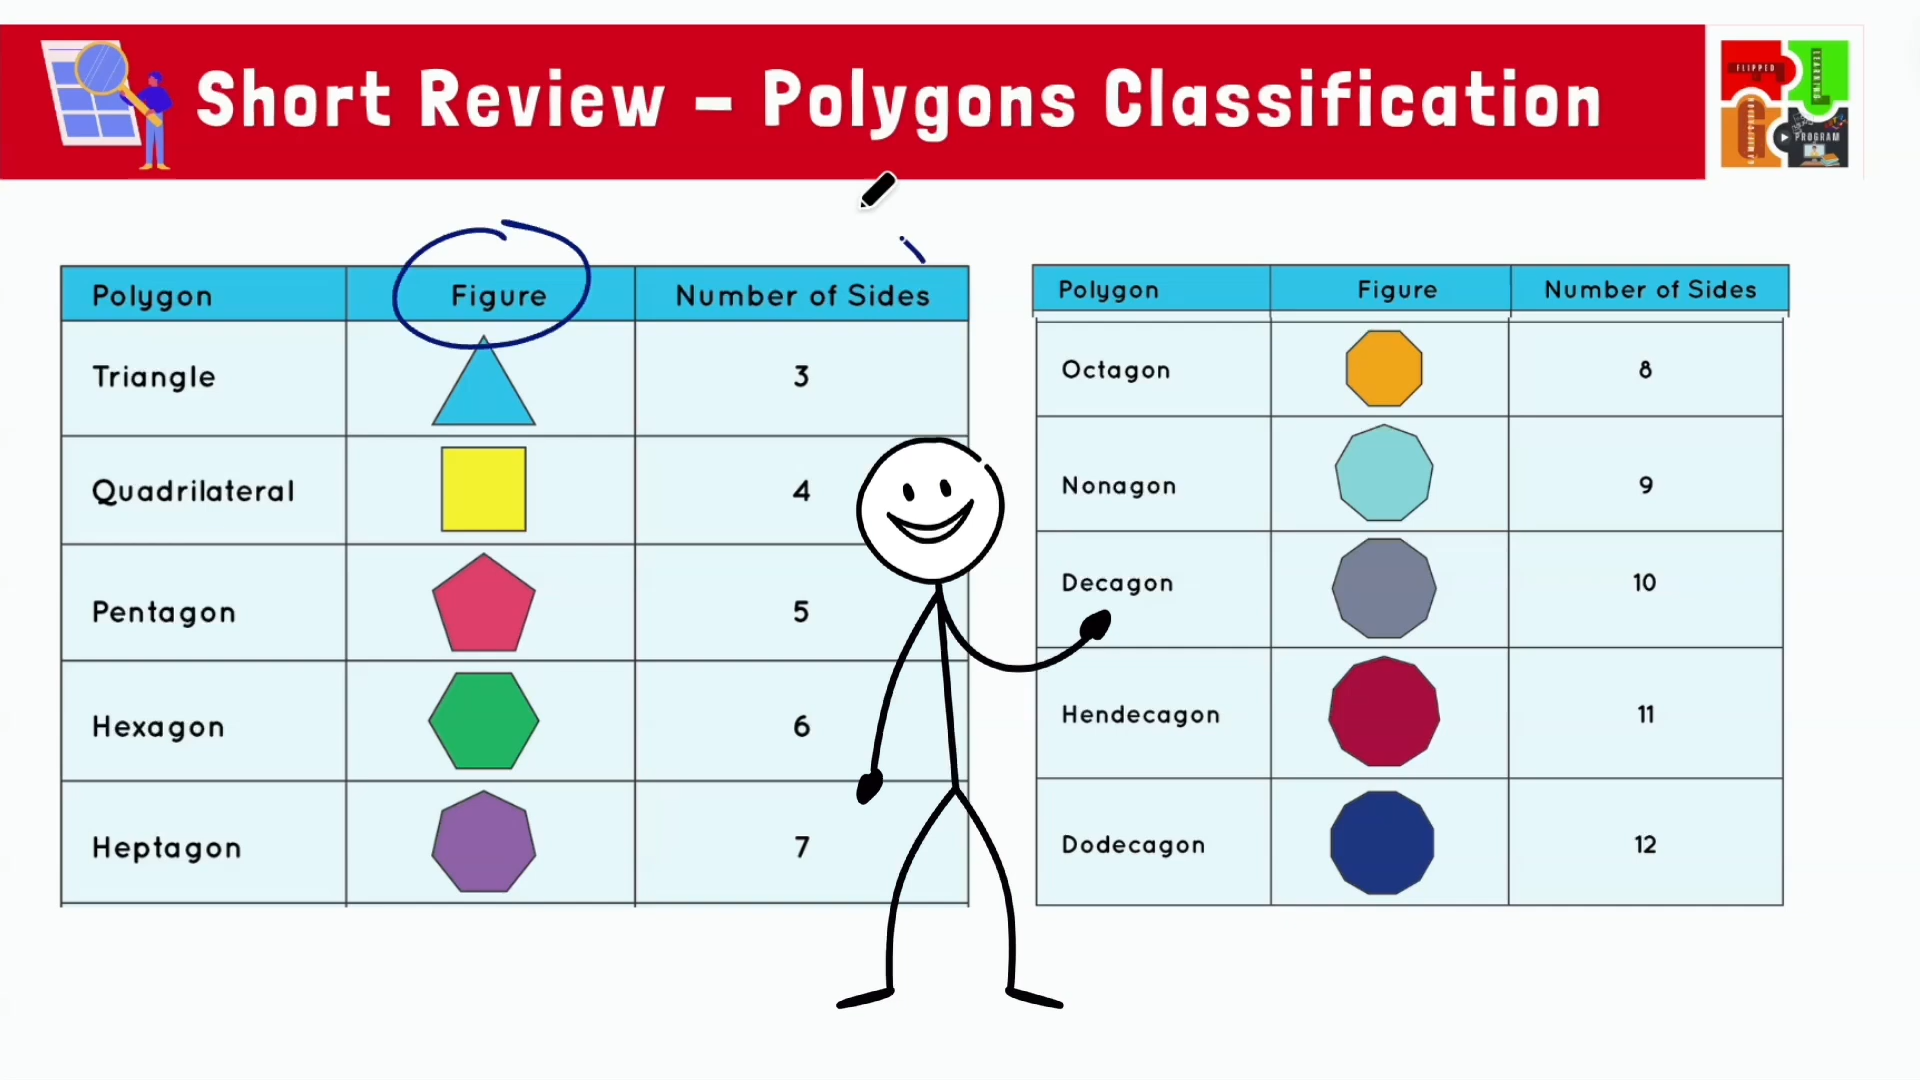 Short Review – Polygons Classification
FLIPPED
PROGRAM
Polygon Figure Number of Sides
Triangle 3
Quadrilateral 4
Pentagon 5
Hexagon 6
Heptagon 7
Polygon Figure Number of Sides
Octagon 8
Nonagon 9
Decagon 10
Hendecagon 11
Dodecagon 12